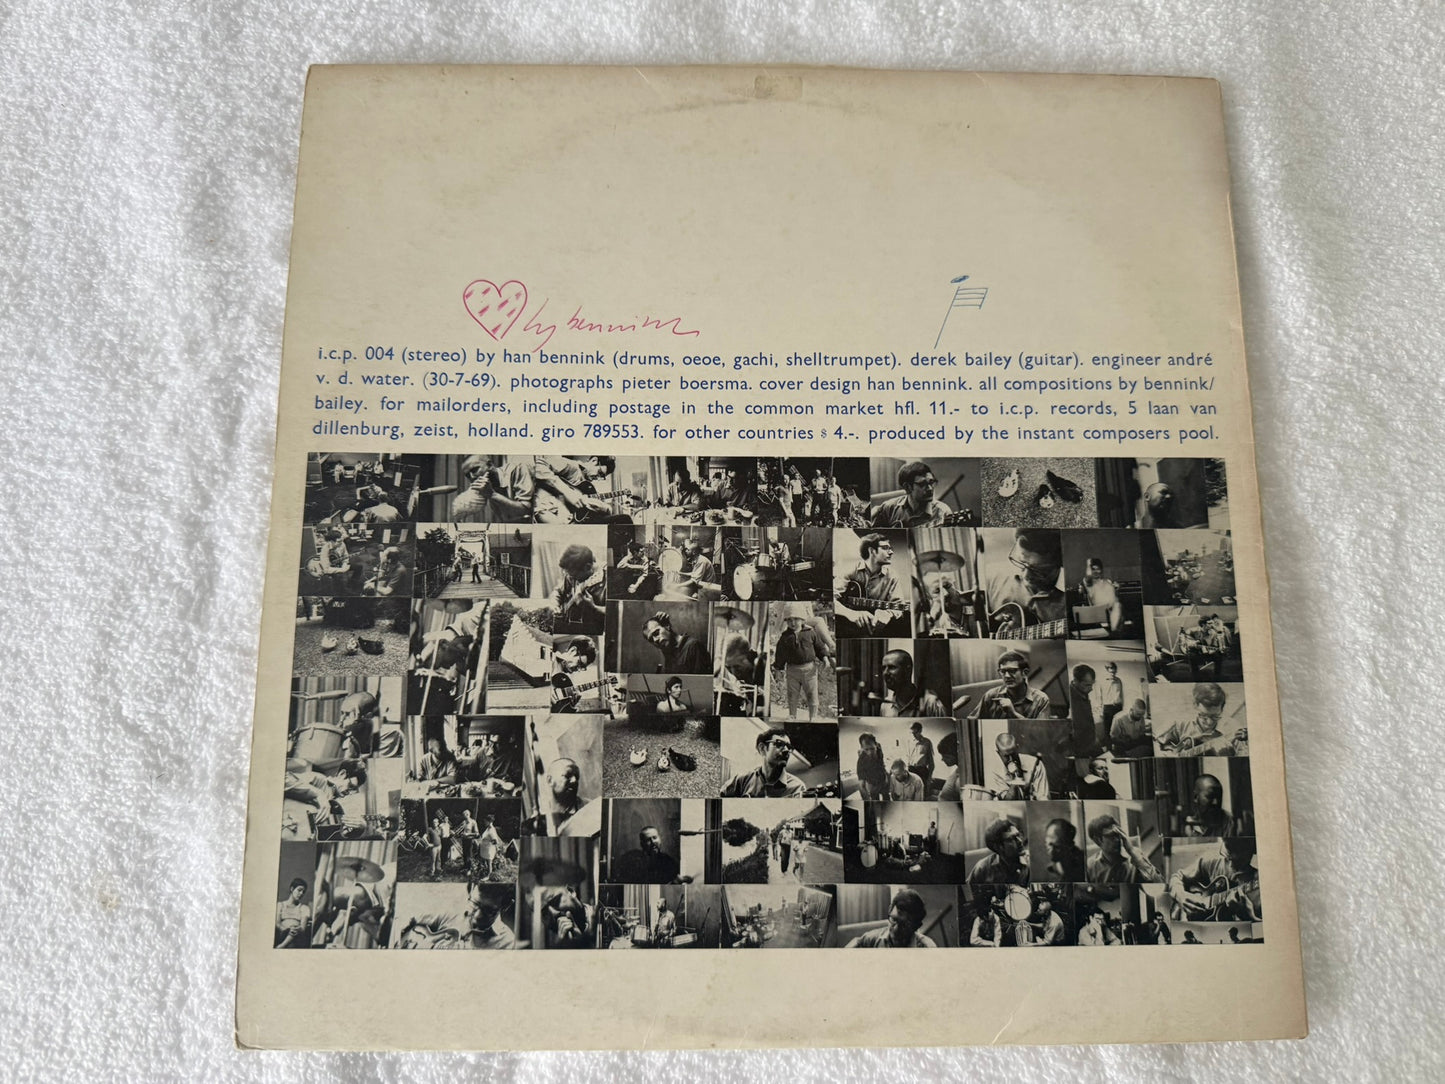 by bennink
i.c.p. 004 (stereo) by han bennink (drums, oeoe, gachi, shelltrumpet). derek bailey (guitar). engineer andré
v. d. water. (30-7-69). photographs pieter boersma. cover design han bennink. all compositions by bennink/
bailey. for mailorders, including postage in the common market hfl. 11.- to i.c.p. records, 5 laan van
dillenburg, zeist, holland. giro 789553. for other countries $ 4.-. produced by the instant composers pool.